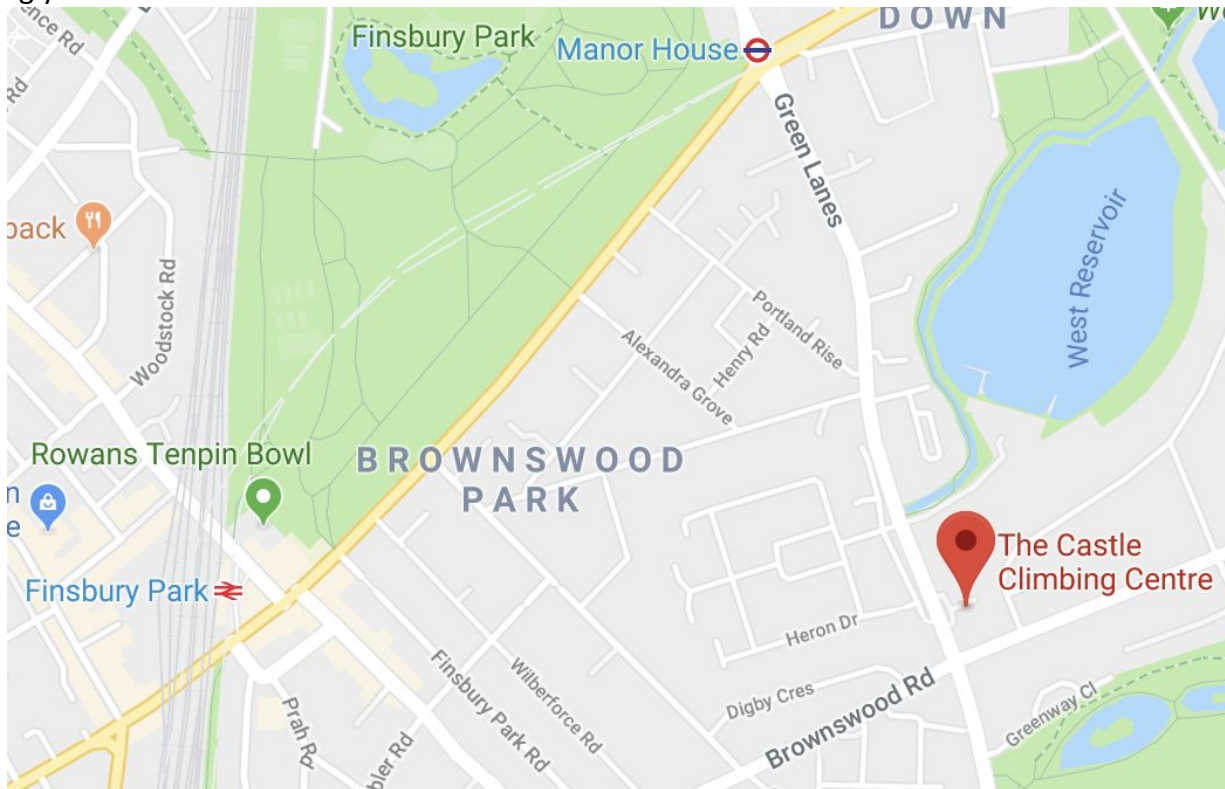 Finsbury Park
Manor House
DOWN
Green Lanes
West Reservoir
Woodstock Rd
Portland Rise
Henry Rd
Alexandra Grove
Rowans Tenpin Bowl
BROWNSWOOD
PARK
The Castle
Climbing Centre
Finsbury Park
Heron Dr
Digby Cres
Brownswood Rd
Greenway Cl
Finsbury Park Rd
Wilberforce Rd
Prah Rd